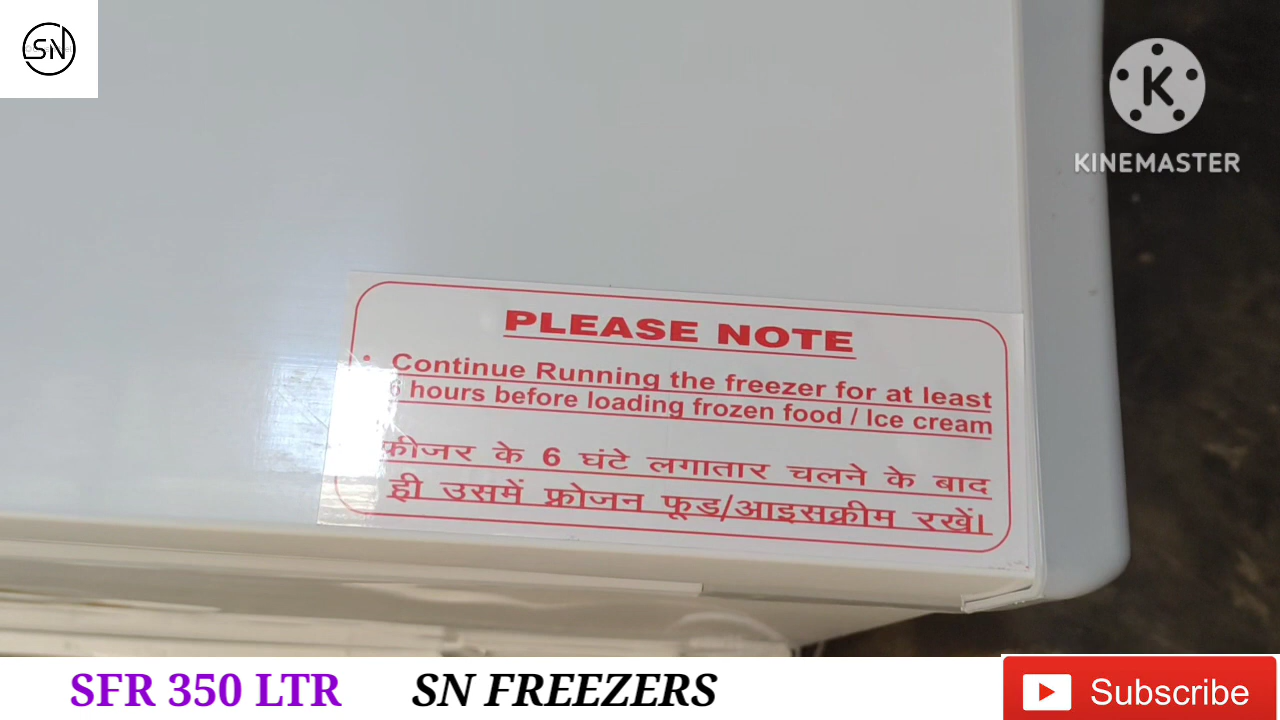 SN
K
KINEMASTER
PLEASE NOTE
• Continue Running the freezer for at least
6 hours before loading frozen food / Ice cream
फ्रीजर के 6 घंटे लगातार चलने के बाद
ही उसमें फ्रोजन फूड/आइसक्रीम रखें।
SFR 350 LTR SN FREEZERS
Subscribe